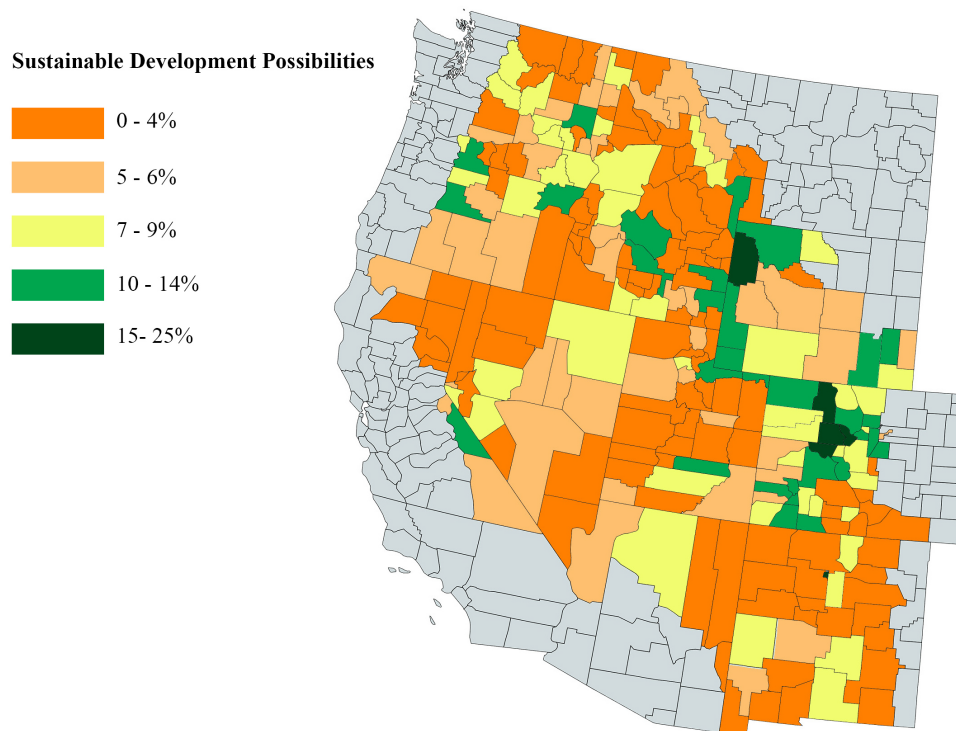 Sustainable Development Possibilities
0 - 4%
5 - 6%
7 - 9%
10 - 14%
15- 25%